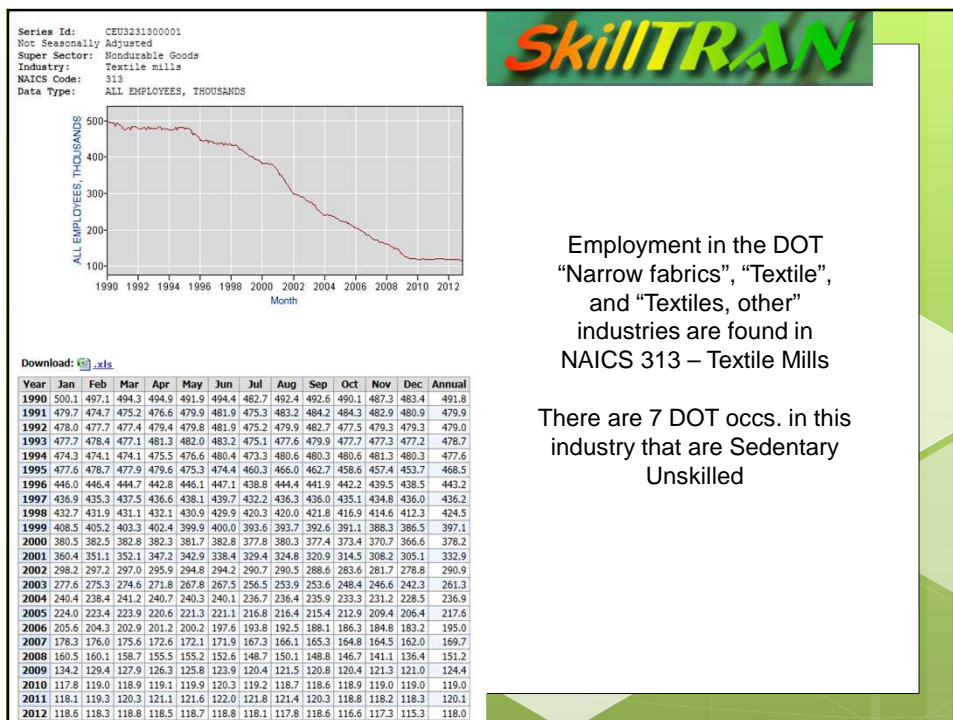 Series Id: CEU3231300001
Not Seasonally Adjusted
Super Sector: Nondurable Goods
Industry: Textile mills
NAICS Code: 313
Data Type: ALL EMPLOYEES, THOUSANDS
SkillTRAN
ALL EMPLOYEES, THOUSANDS
500
400
300
200
100
1990 1992 1994 1996 1998 2000 2002 2004 2006 2008 2010 2012
Month
Employment in the DOT
“Narrow fabrics”, “Textile”,
and “Textiles, other”
industries are found in
NAICS 313 – Textile Mills
There are 7 DOT occs. in this
industry that are Sedentary
Unskilled
Download: .xls
Year Jan Feb Mar Apr May Jun Jul Aug Sep Oct Nov Dec Annual
1990 500.1 497.1 494.3 494.9 491.9 494.4 482.7 492.4 492.6 490.1 487.3 483.4 491.8
1991 479.7 474.7 475.2 476.6 479.9 481.9 475.3 483.2 484.2 484.3 482.9 480.9 479.9
1992 478.0 477.7 477.4 479.4 479.8 481.9 475.2 479.9 482.7 477.5 479.3 479.3 479.0
1993 477.7 478.4 477.1 481.3 482.0 483.2 475.1 477.6 479.9 477.7 477.3 477.2 478.7
1994 474.3 474.1 474.1 475.5 476.6 480.4 473.3 480.6 480.3 480.6 481.3 480.3 477.6
1995 477.6 478.7 477.9 479.6 475.3 474.4 460.3 466.0 462.7 458.6 457.4 453.7 468.5
1996 446.0 446.4 444.7 442.8 446.1 447.1 438.8 444.4 441.9 442.2 439.5 438.5 443.2
1997 436.9 435.3 437.5 436.6 438.1 439.7 432.2 436.3 436.0 435.1 434.8 436.0 436.2
1998 432.7 431.9 431.1 432.1 430.9 429.9 420.3 420.0 421.8 416.9 414.6 412.3 424.5
1999 408.5 405.2 403.3 402.4 399.9 400.0 393.6 393.7 392.6 391.1 388.3 386.5 397.1
2000 380.5 382.5 382.8 382.3 381.7 382.8 377.8 380.3 377.4 373.4 370.7 366.6 378.2
2001 360.4 351.1 352.1 347.2 342.9 338.4 329.4 324.8 320.9 314.5 308.2 305.1 332.9
2002 298.2 297.2 297.0 295.9 294.8 294.2 290.7 290.5 288.6 283.6 281.7 278.8 290.9
2003 277.6 275.3 274.6 271.8 267.8 267.5 256.5 253.9 253.6 248.4 246.6 242.3 261.3
2004 240.4 238.4 241.2 240.7 240.3 240.1 236.7 236.4 235.9 233.3 231.2 228.5 236.9
2005 224.0 223.4 223.9 220.6 221.3 221.1 216.8 216.4 215.4 212.9 209.4 206.4 217.6
2006 205.6 204.3 202.9 201.2 200.2 197.6 193.8 192.5 188.1 186.3 184.8 183.2 195.0
2007 178.3 176.0 175.6 172.6 172.1 171.9 167.3 166.1 165.3 164.8 164.5 162.0 169.7
2008 160.5 160.1 158.7 155.5 155.2 152.6 148.7 150.1 148.8 146.7 141.1 136.4 151.2
2009 134.2 129.4 127.9 126.3 125.8 123.9 120.4 121.5 120.8 120.4 121.3 121.0 124.4
2010 117.8 119.0 118.9 119.1 119.9 120.3 119.2 118.7 118.6 118.9 119.0 119.0 119.0
2011 118.1 119.3 120.3 121.1 121.6 122.0 121.8 121.4 120.3 118.8 118.2 118.3 120.1
2012 118.6 118.3 118.8 118.5 118.7 118.8 118.1 117.8 118.6 116.6 117.3 115.3 118.0